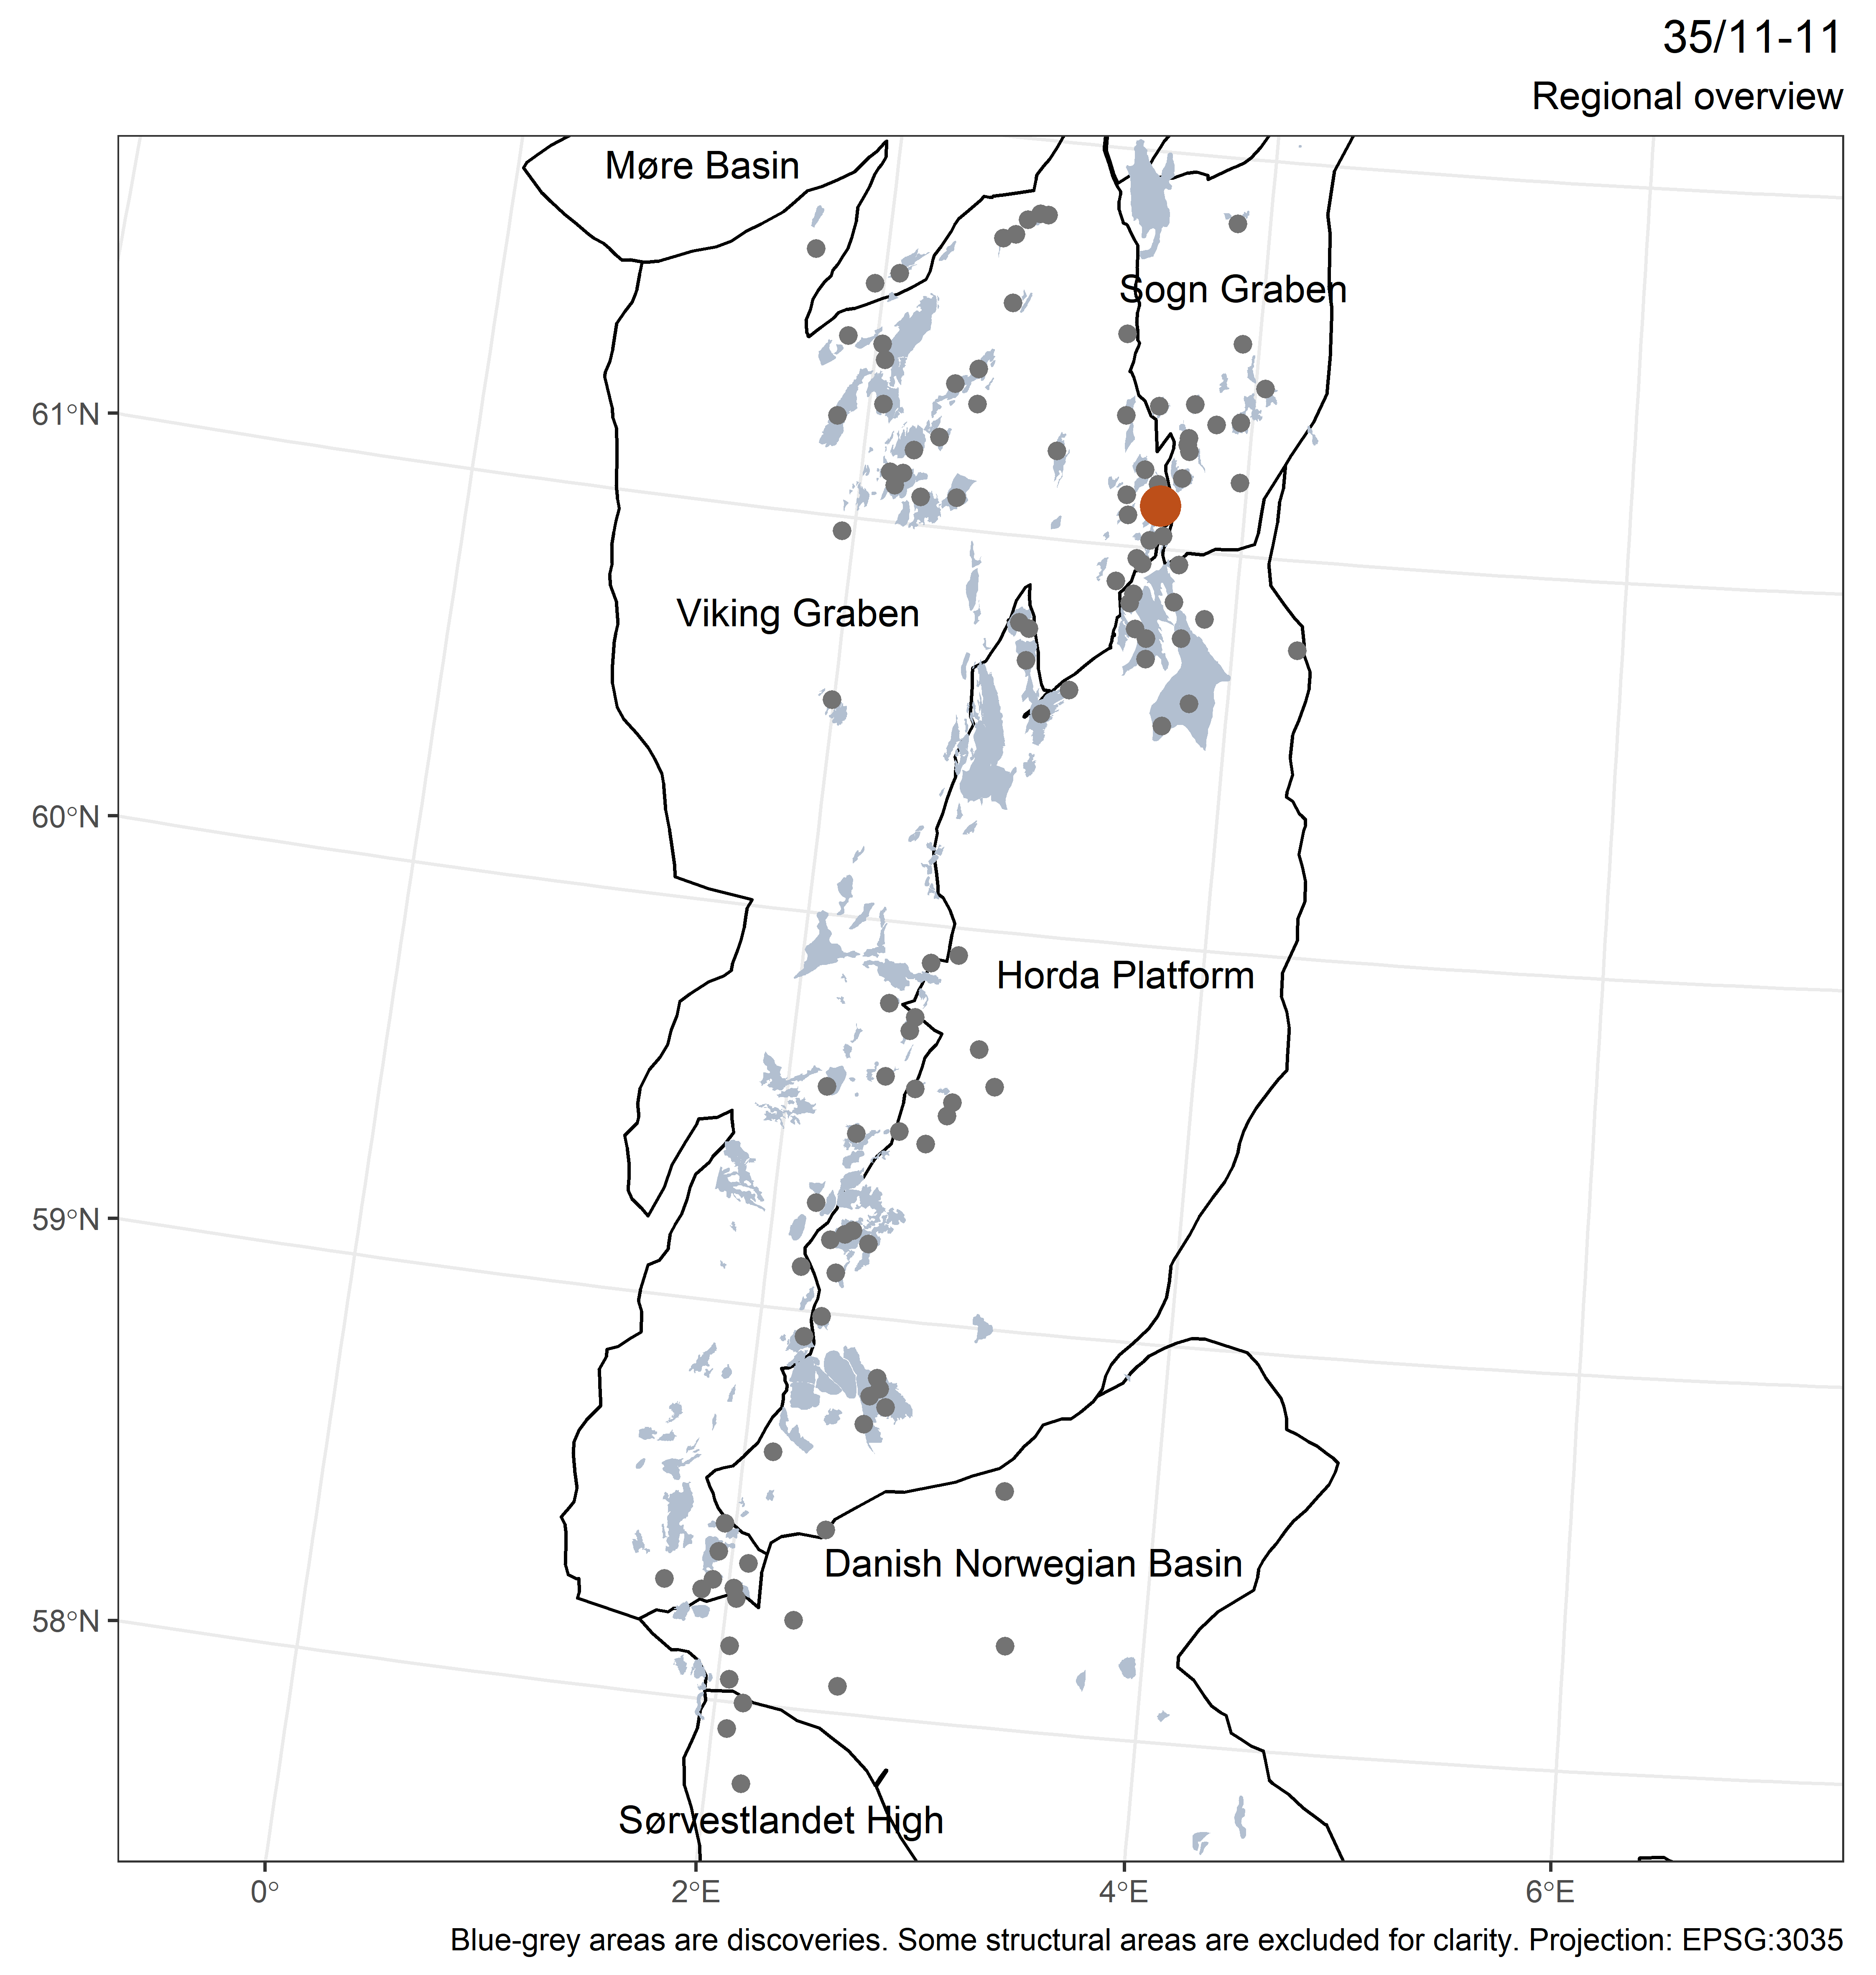 35/11-11
Regional overview
Møre Basin
Sogn Graben
61°N
Viking Graben
60°N
Horda Platform
59°N
Danish Norwegian Basin
58°N
Sørvestlandet High
0° 2°E 4°E 6°E
Blue-grey areas are discoveries. Some structural areas are excluded for clarity. Projection: EPSG:3035